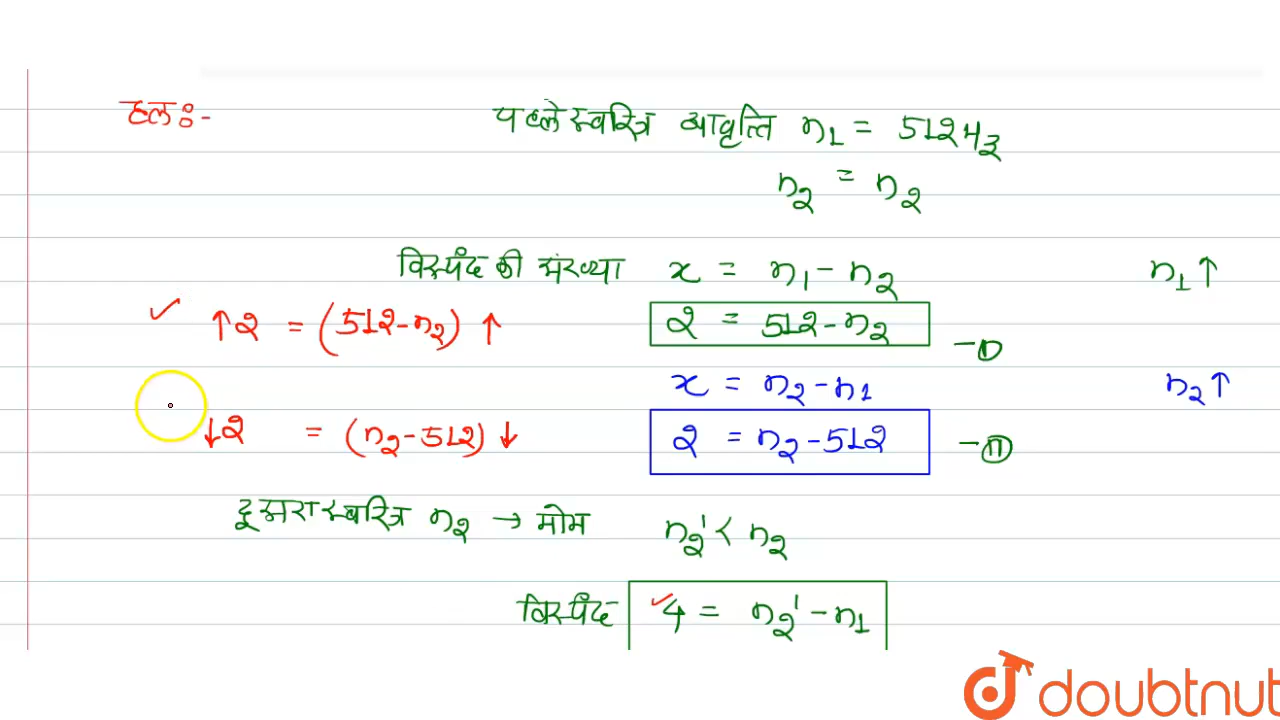 हलः-
पहले स्वरित्र आवृत्ति n₁ = 512Hz
n₂ = n₂
विस्पंद की संख्या x = n₁ - n₂ n₁ ↑
✓ ↑2 = (512-n₂) ↑ 2 = 512-n₂ -Ⓘ
x = n₂-n₁ n₂ ↑
↓2 = (n₂-512) ↓ 2 = n₂-512 -Ⓘ Ⓘ
दूसरा स्वरित्र n₂ → मोम n₂' < n₂
विस्पंद ✓4 = n₂' - n₁
doubtnut